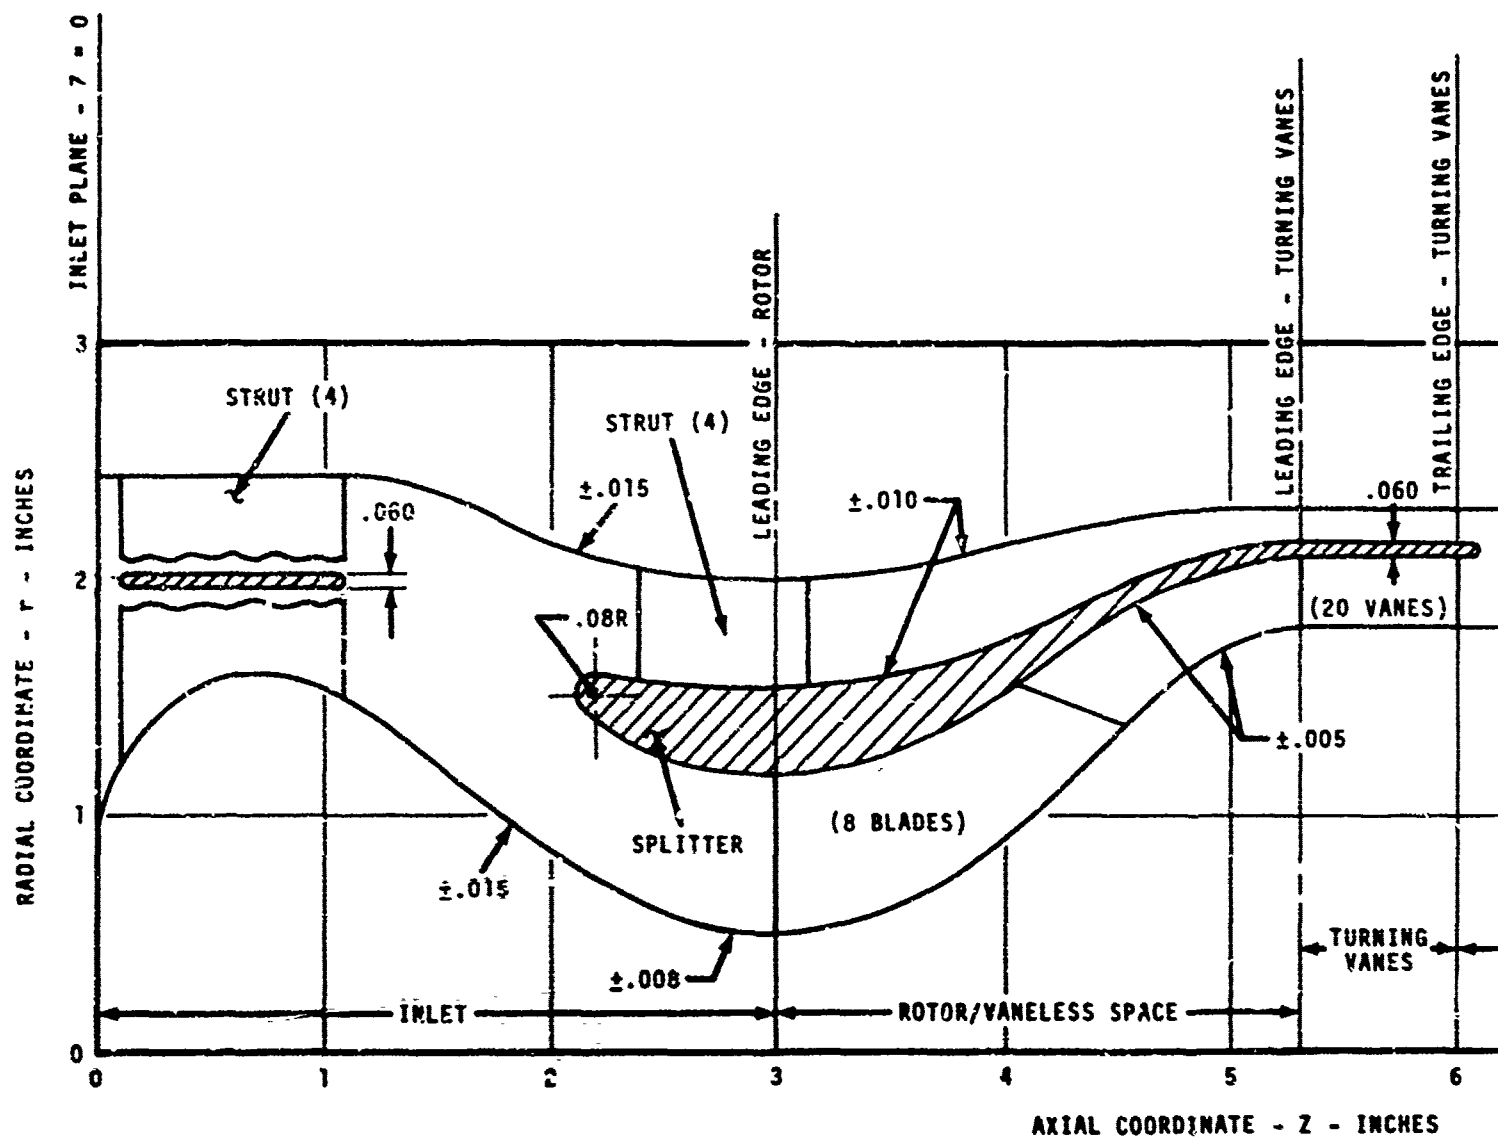 INLET PLANE - 7 = 0
LEADING EDGE - ROTOR
LEADING EDGE - TURNING VANES
TRAILING EDGE - TURNING VANES
RADIAL COORDINATE - r - INCHES
3
2
1
0
STRUT (4)
STRUT (4)
±.015
±.010
.060
.060
.08R
(20 VANES)
±.005
SPLITTER
(8 BLADES)
±.015
±.008
TURNING
VANES
INLET
ROTOR/VANELESS SPACE
0
1
2
3
4
5
6
AXIAL COORDINATE - Z - INCHES